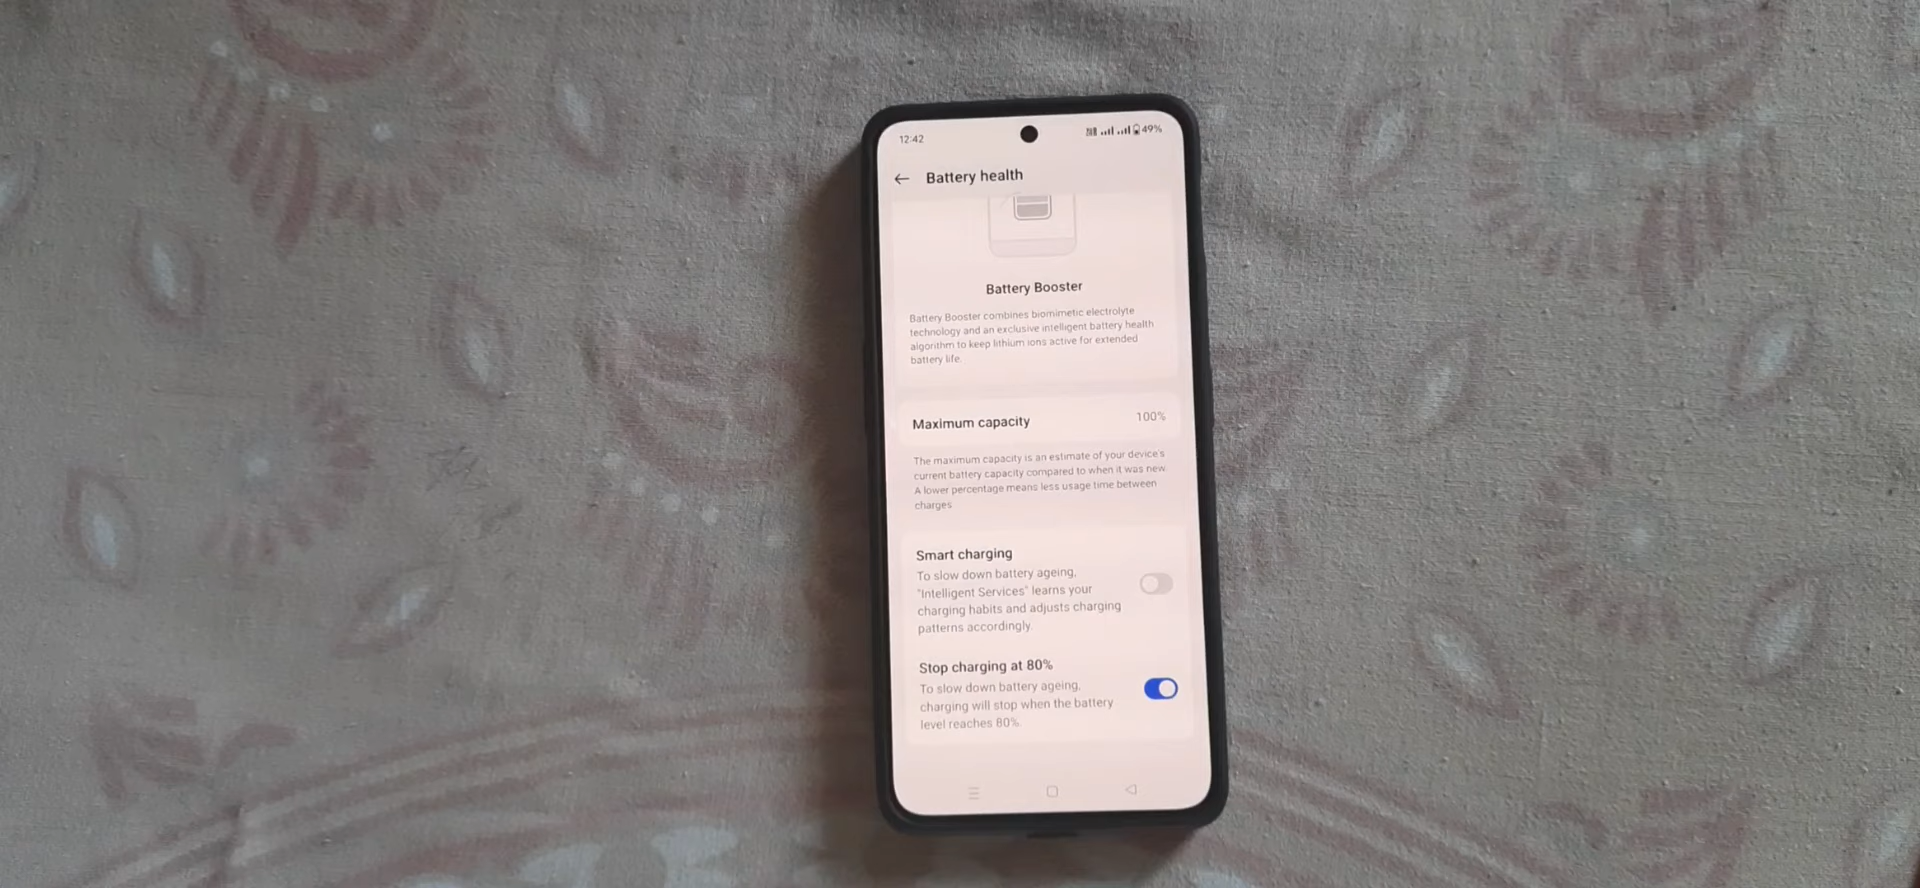 12:42
49%
Battery health
Battery Booster
Battery Booster combines biomimetic electrolyte
technology and an exclusive intelligent battery health
algorithm to keep lithium ions active for extended
battery life.
Maximum capacity 100%
The maximum capacity is an estimate of your device's
current battery capacity compared to when it was new.
A lower percentage means less usage time between
charges.
Smart charging
To slow down battery ageing,
"Intelligent Services" learns your
charging habits and adjusts charging
patterns accordingly.
Stop charging at 80%
To slow down battery ageing,
charging will stop when the battery
level reaches 80%.